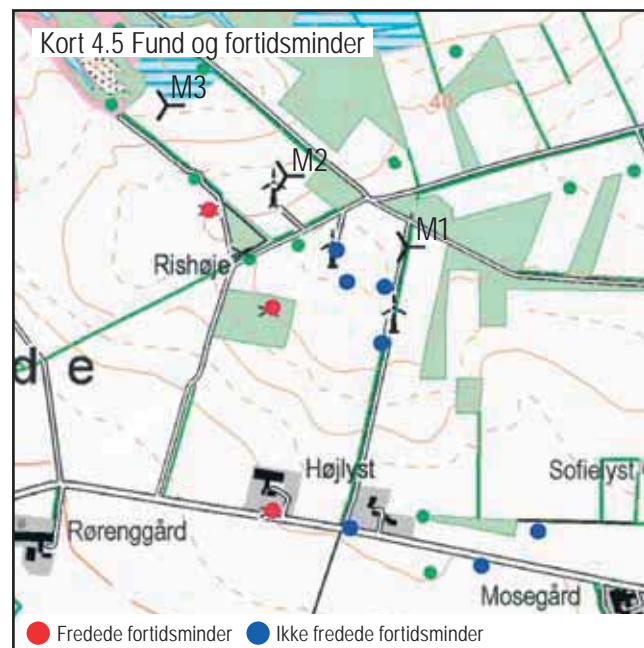 Kort 4.5 Fund og fortidsminder
M3
40
M2
M1
Rishøje
d e
Højlyst
Sofielyst
Rørenggård
Mosegård
Fredede fortidsminder Ikke fredede fortidsminder